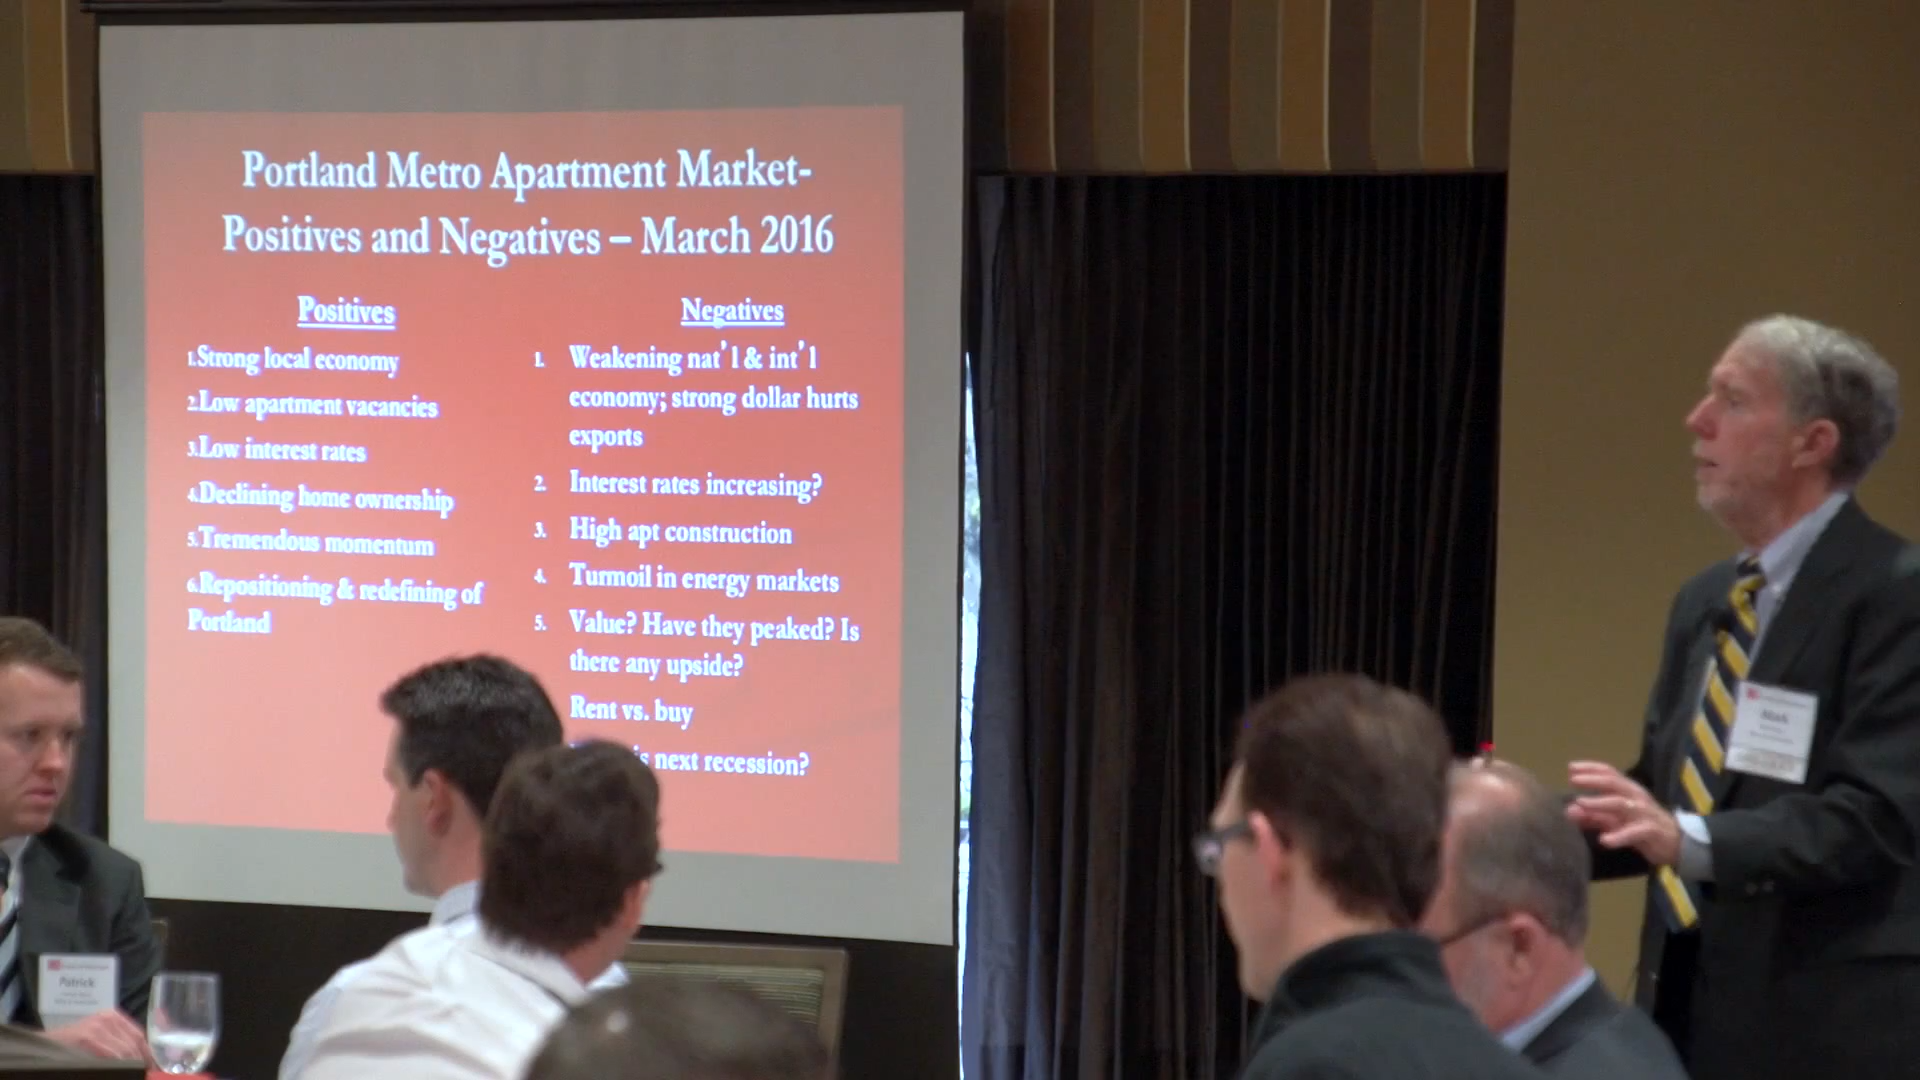 Portland Metro Apartment Market-
Positives and Negatives – March 2016
Positives
1.Strong local economy
2.Low apartment vacancies
3.Low interest rates
4.Declining home ownership
5.Tremendous momentum
6.Repositioning & redefining of
Portland
Negatives
1. Weakening nat'l & int'l
economy; strong dollar hurts
exports
2. Interest rates increasing?
3. High apt construction
4. Turmoil in energy markets
5. Value? Have they peaked? Is
there any upside?
Rent vs. buy
next recession?
Patrick
Mark